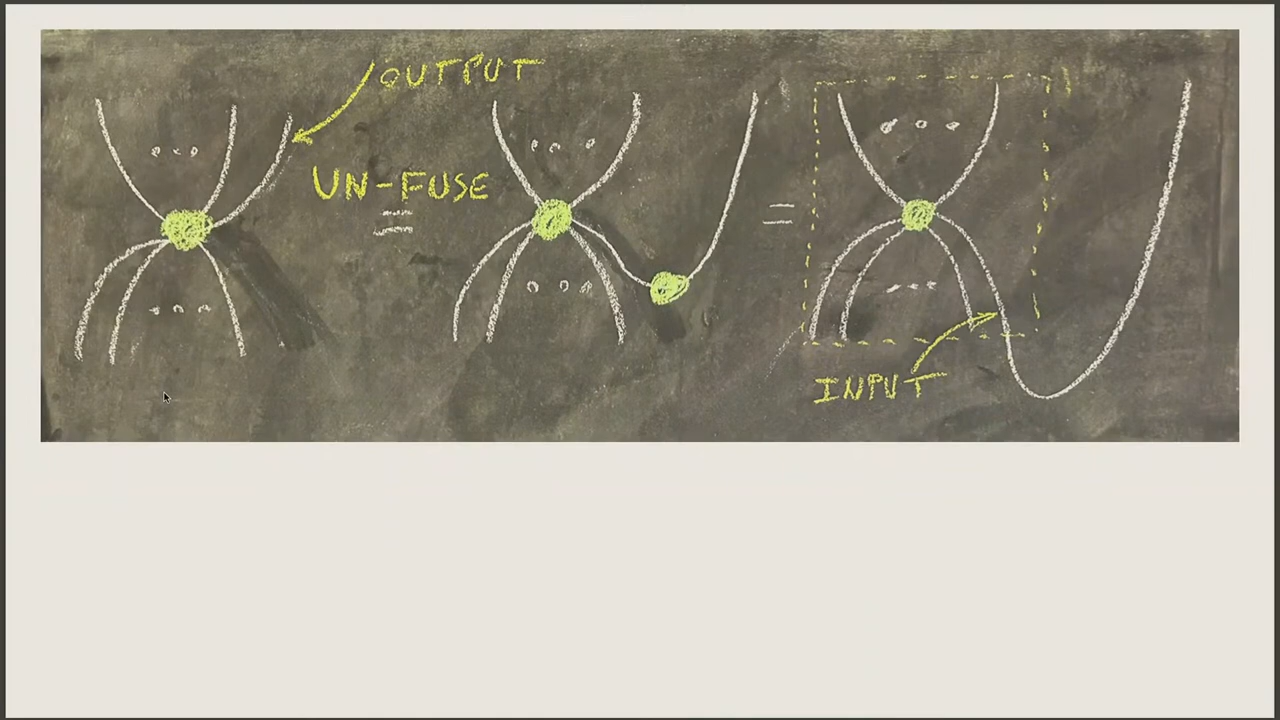 OUTPUT
UN-FUSE
=
=
INPUT